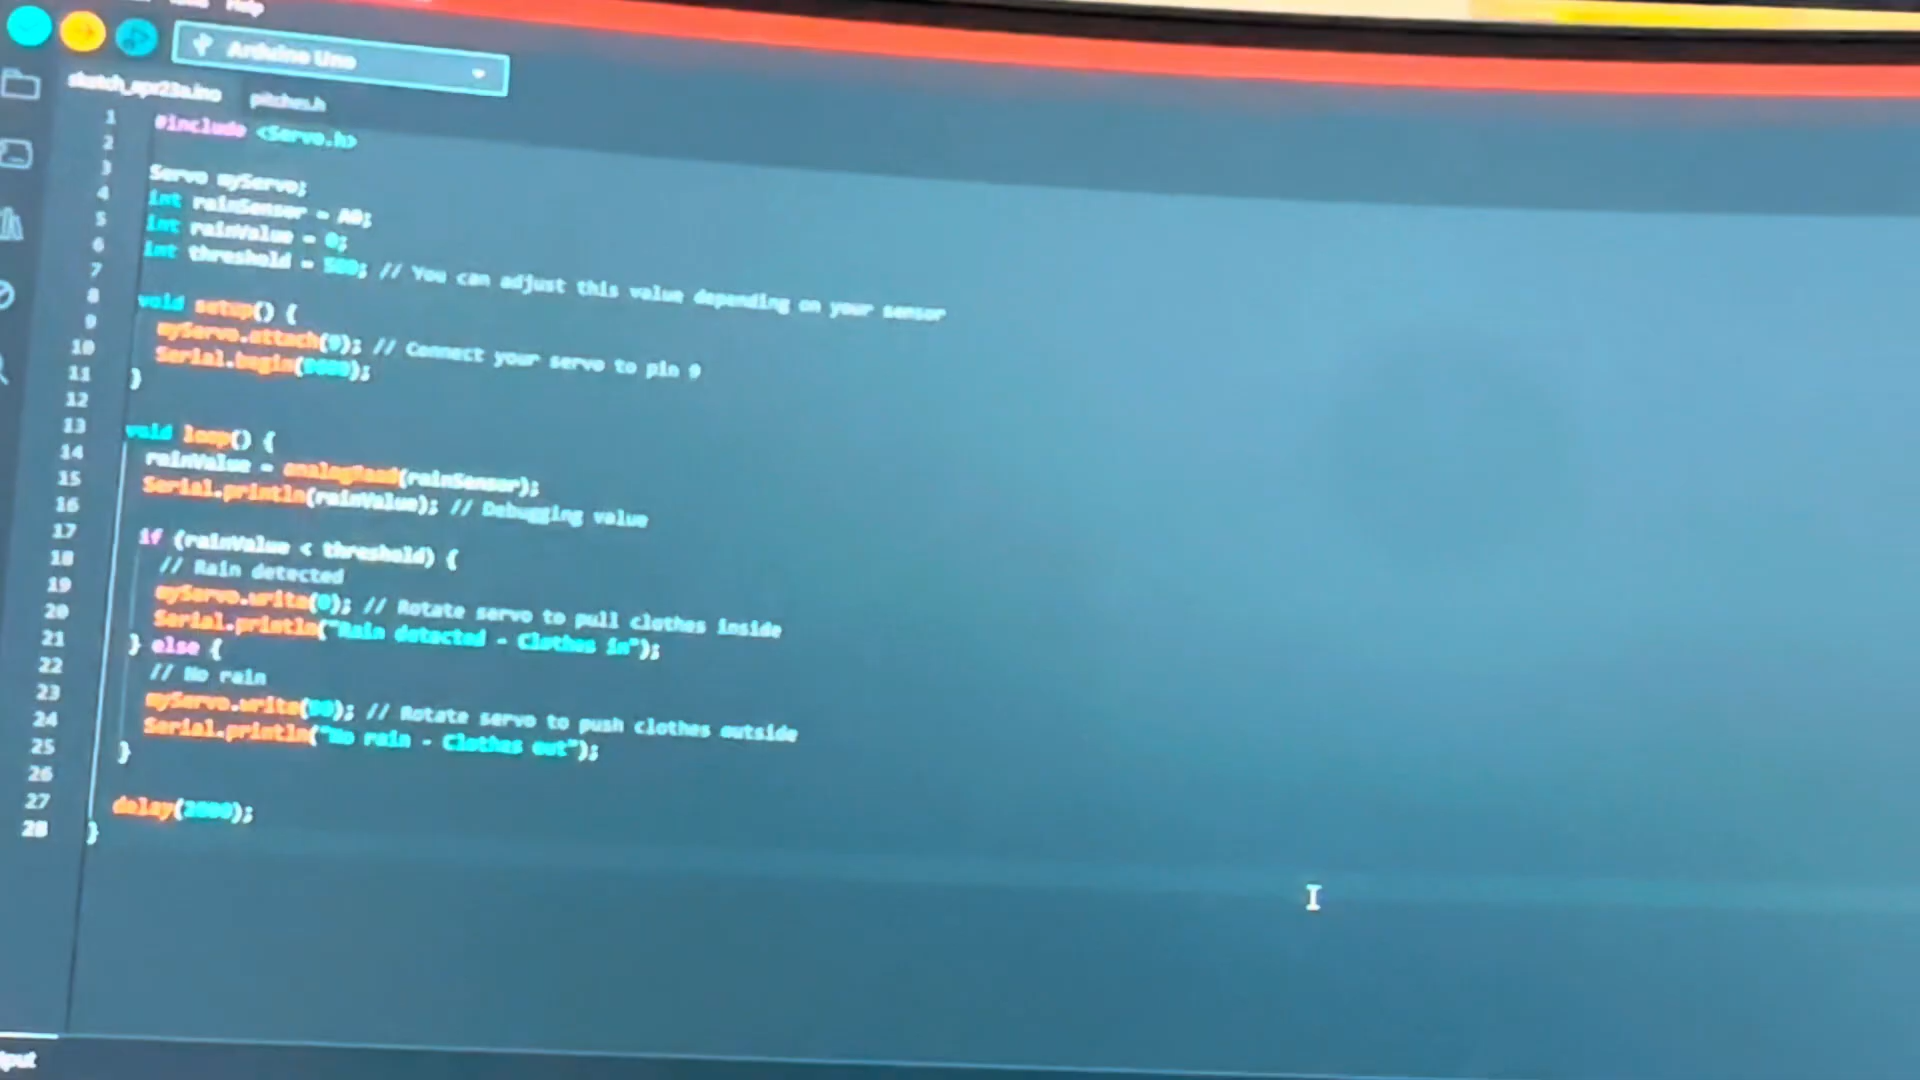 Help
Arduino Uno
sketch_apr23a.ino
pitches.h
1 #include <Servo.h>
2
3 Servo myServo;
4 int rainSensor = A0;
5 int rainValue = 0;
6 int threshold = 500; // You can adjust this value depending on your sensor
7
8 void setup() {
9 myServo.attach(9); // Connect your servo to pin 9
10 Serial.begin(9600);
11 }
12
13 void loop() {
14 rainValue = analogRead(rainSensor);
15 Serial.println(rainValue); // Debugging value
16
17 if (rainValue < threshold) {
18 // Rain detected
19 myServo.write(0); // Rotate servo to pull clothes inside
20 Serial.println("Rain detected - Clothes in");
21 } else {
22 // No rain
23 myServo.write(90); // Rotate servo to push clothes outside
24 Serial.println("No rain - Clothes out");
25 }
26
27 delay(2000);
28 }